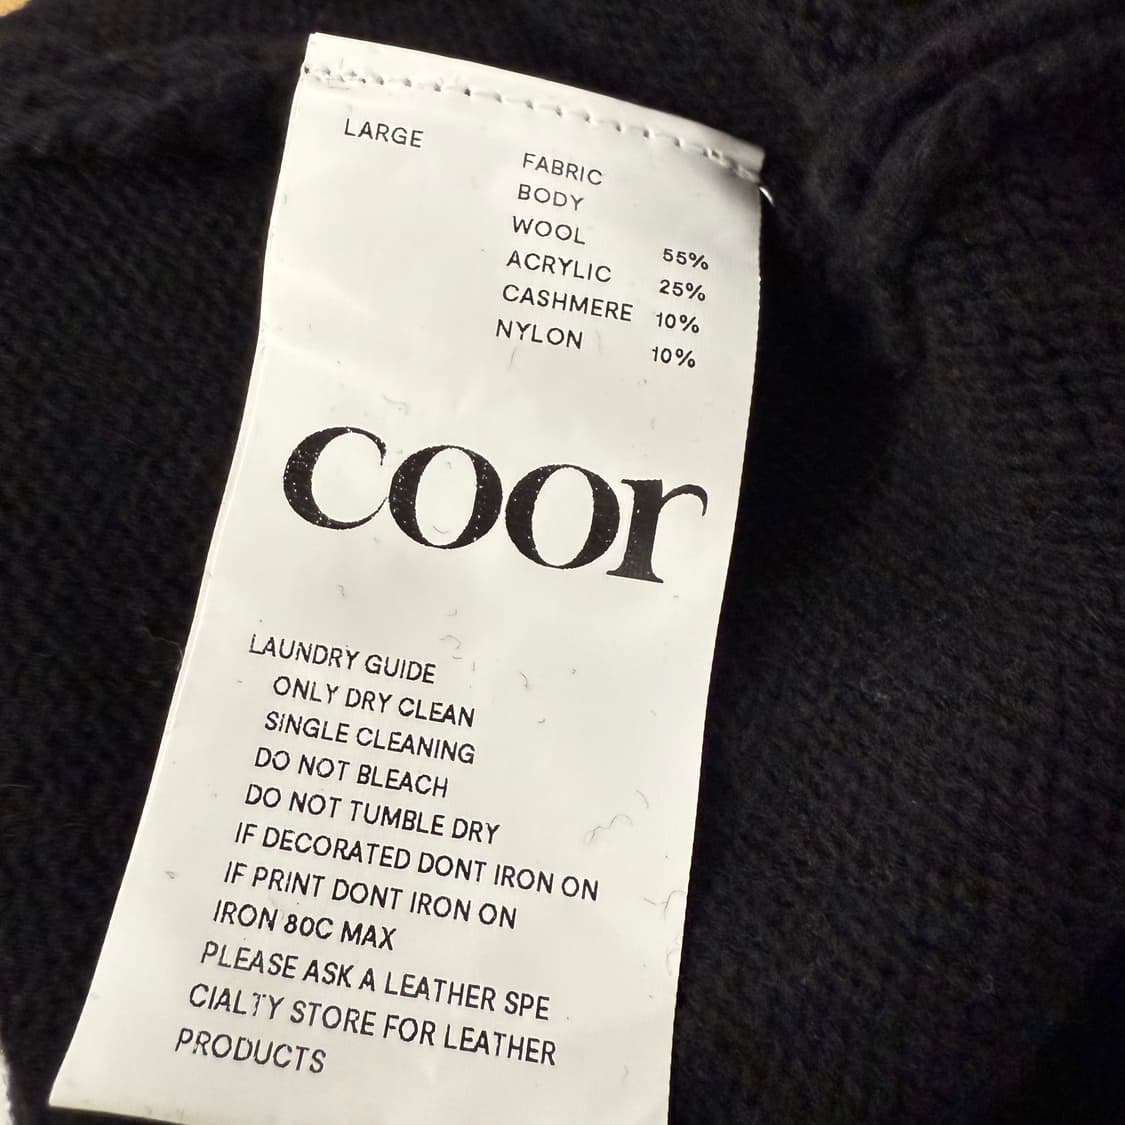 LARGE
FABRIC
BODY
WOOL 55%
ACRYLIC 25%
CASHMERE 10%
NYLON 10%
coor
LAUNDRY GUIDE
ONLY DRY CLEAN
SINGLE CLEANING
DO NOT BLEACH
DO NOT TUMBLE DRY
IF DECORATED DONT IRON ON
IF PRINT DONT IRON ON
IRON 80C MAX
PLEASE ASK A LEATHER SPE
CIALTY STORE FOR LEATHER
PRODUCTS